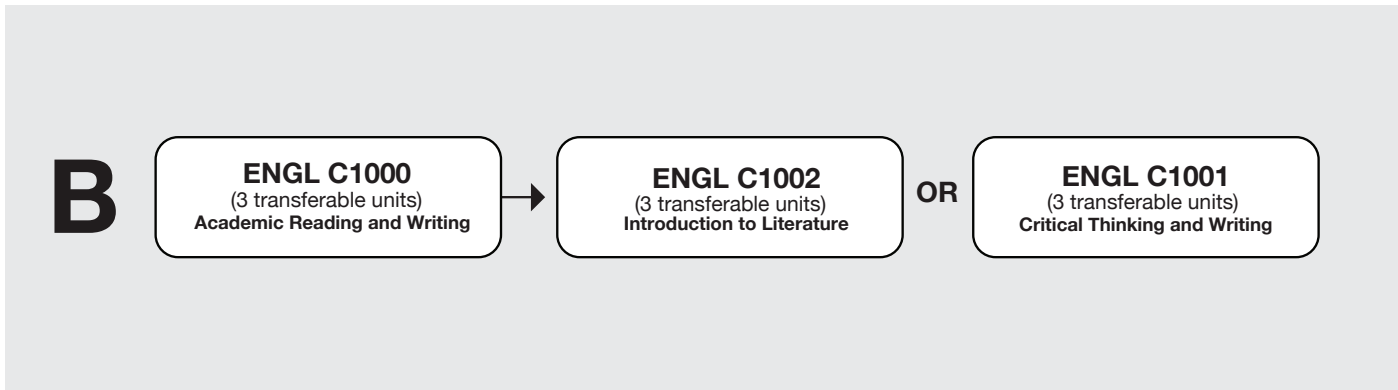 B
ENGL C1000
(3 transferable units)
Academic Reading and Writing
ENGL C1002
(3 transferable units)
Introduction to Literature
OR
ENGL C1001
(3 transferable units)
Critical Thinking and Writing